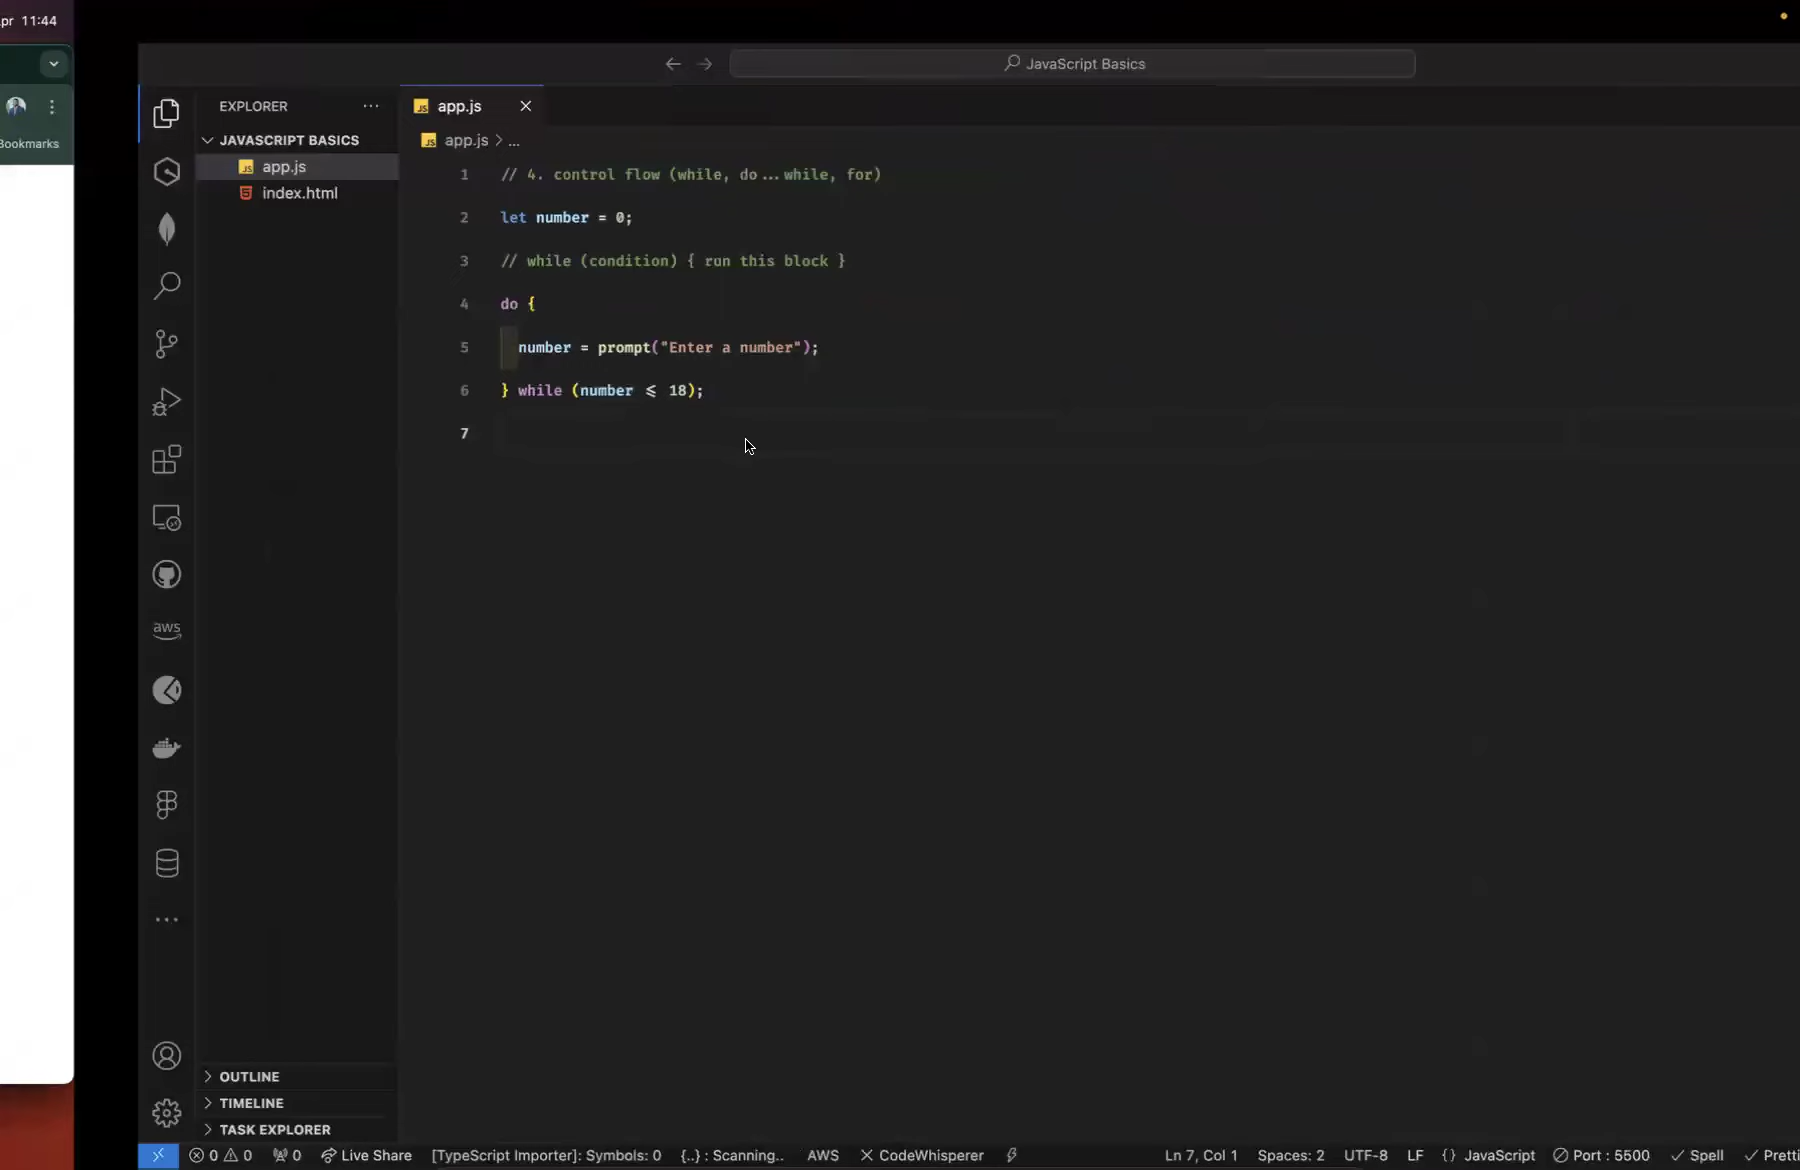 pr 11:44
Bookmarks
JavaScript Basics
EXPLORER
JAVASCRIPT BASICS
JS app.js
index.html
JS app.js
JS app.js > ...
1 // 4. control flow (while, do...while, for)
2 let number = 0;
3 // while (condition) { run this block }
4 do {
5 number = prompt("Enter a number");
6 } while (number ⩽ 18);
7
aws
OUTLINE
TIMELINE
TASK EXPLORER
0 0 0 Live Share [TypeScript Importer]: Symbols: 0 {..} : Scanning.. AWS CodeWhisperer Ln 7, Col 1 Spaces: 2 UTF-8 LF {} JavaScript Port : 5500 Spell Pretti